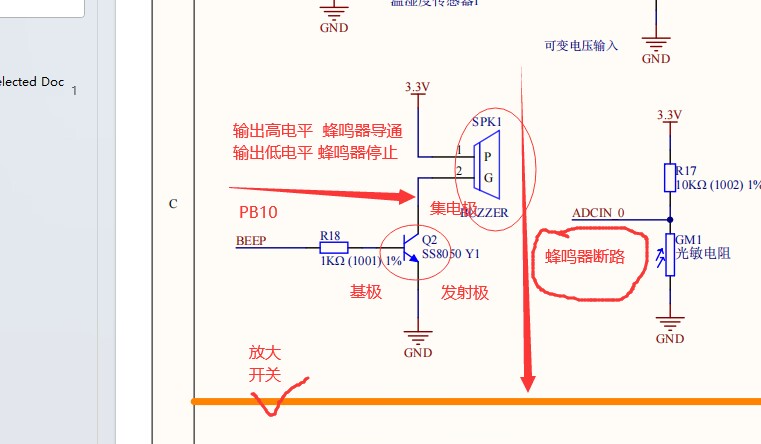 温湿度传感器1
GND
可变电压输入
GND
elected Doc
1
3.3V
输出高电平 蜂鸣器导通
输出低电平 蜂鸣器停止
SPK1
1
P
2
G
3.3V
R17
10KΩ (1002) 1%
C
PB10
集电极
BUZZER
ADCIN_0
BEEP
R18
1KΩ (1001) 1%
Q2
SS8050 Y1
蜂鸣器断路
GM1
光敏电阻
基极
发射极
GND
GND
放大
开关